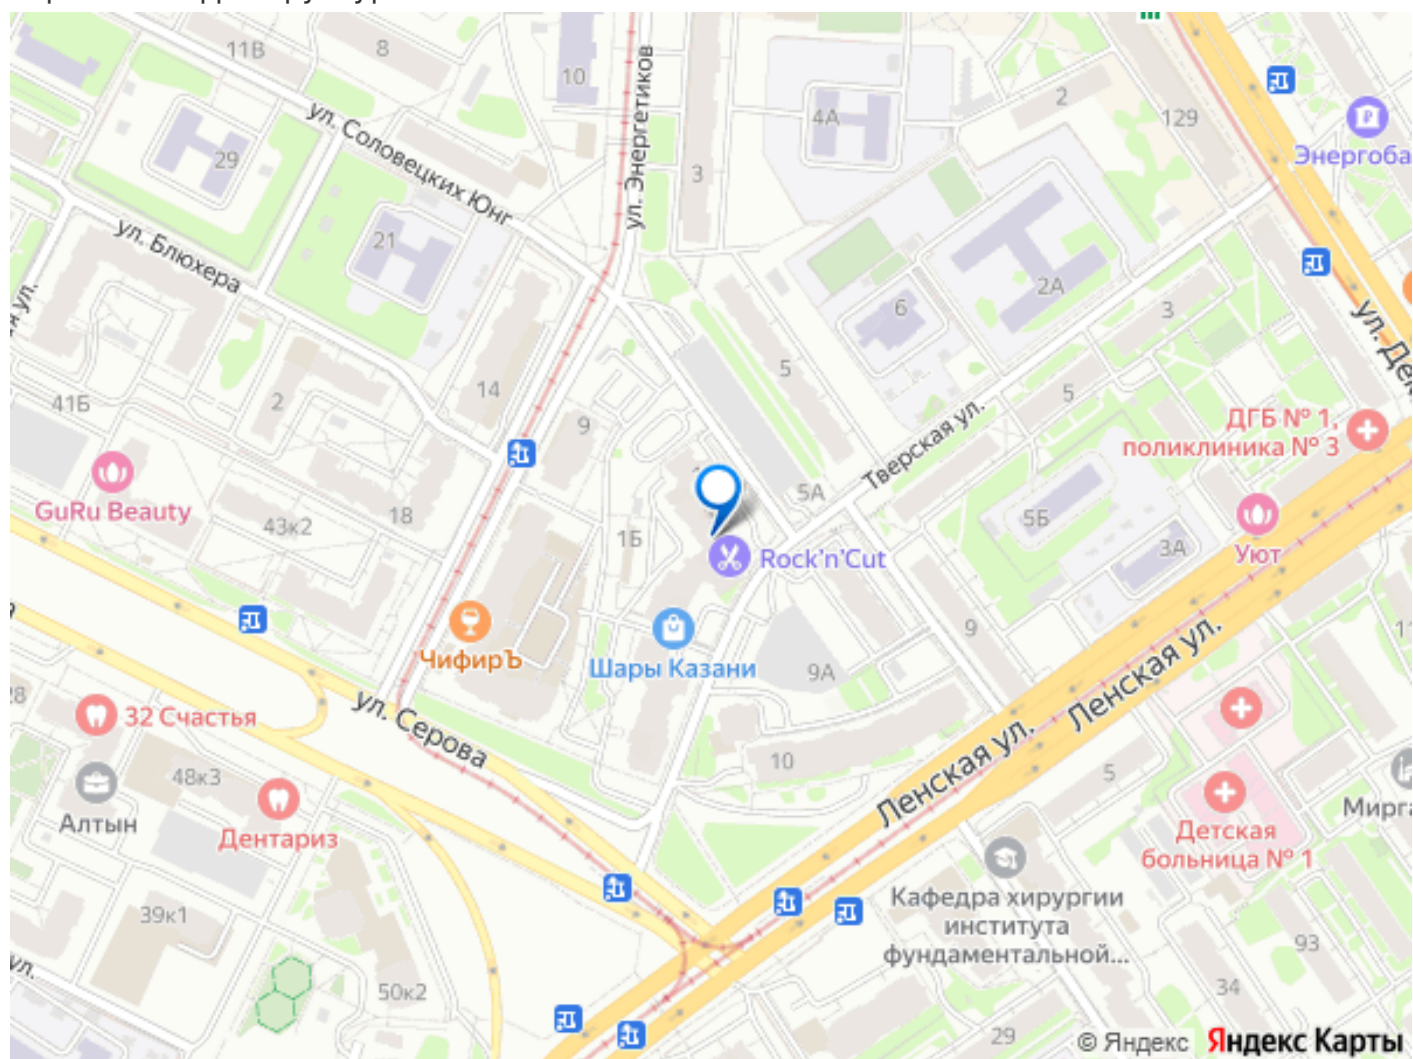 11В
8
10
ул. Энергетиков
4А
2
129
Энергоба
ул. Соловецких Юнг
29
3
21
ул. Блюхера
2А
6
3
ул.
5
14
5
41Б
2
9
ул. Де
ДГБ № 1,
поликлиника № 3
Тверская ул.
GuRu Beauty
43к2
18
5А
1Б
5Б
3А
Уют
Rock'n'Cut
ЧифирЪ
Шары Казани
9
9А
Ленская ул.
32 Счастья
ул. Серова
Ленская ул.
10
5
48к3
Алтын
Дентариз
Мирга
Детская
больница № 1
Кафедра хирургии
института
фундаментальной...
39к1
93
ул.
50к2
34
29
© Яндекс Яндекс Карты